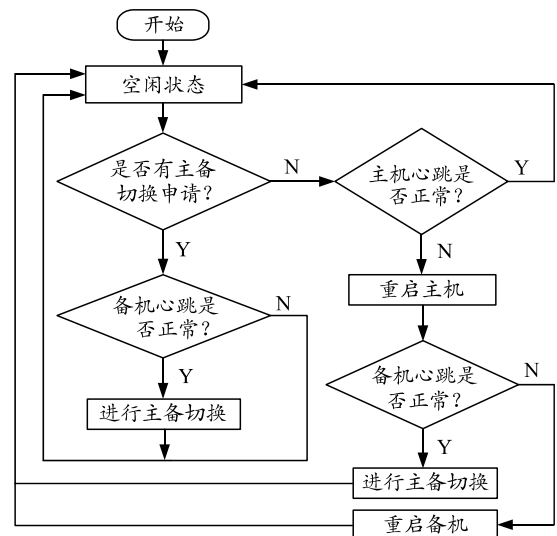 开始
空闲状态
是否有主备
切换申请?
N
主机心跳是
否正常?
Y
Y
N
备机心跳是
否正常?
N
重启主机
Y
备机心跳是
否正常?
N
进行主备切换
Y
进行主备切换
重启备机